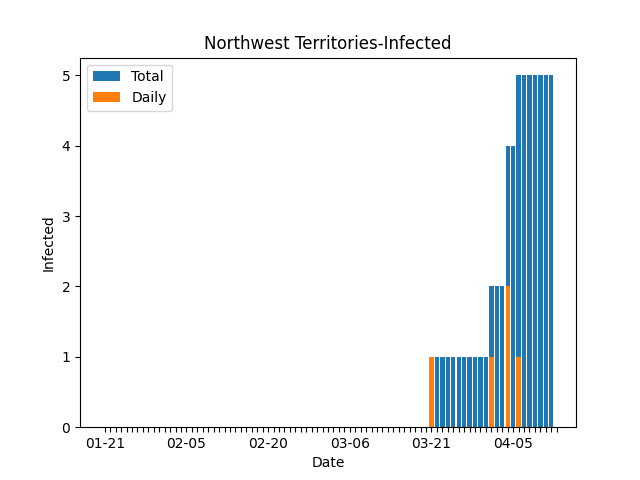 Northwest Territories-Infected
Total
Daily
5
4
3
2
1
0
Infected
01-21 02-05 02-20 03-06 03-21 04-05
Date